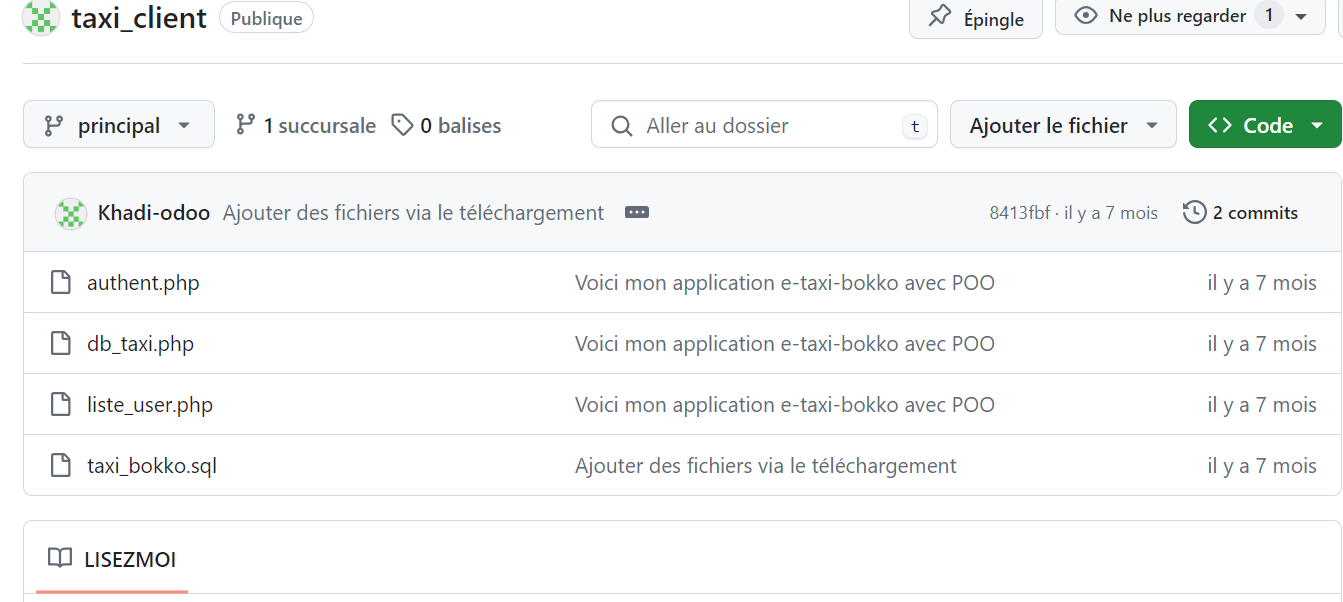 taxi_client Publique Épingle Ne plus regarder 1
principal 1 succursale 0 balises Aller au dossier t Ajouter le fichier <> Code
Khadi-odoo Ajouter des fichiers via le téléchargement ··· 8413fbf · il y a 7 mois 2 commits
authent.php Voici mon application e-taxi-bokko avec POO il y a 7 mois
db_taxi.php Voici mon application e-taxi-bokko avec POO il y a 7 mois
liste_user.php Voici mon application e-taxi-bokko avec POO il y a 7 mois
taxi_bokko.sql Ajouter des fichiers via le téléchargement il y a 7 mois
LISEZMOI